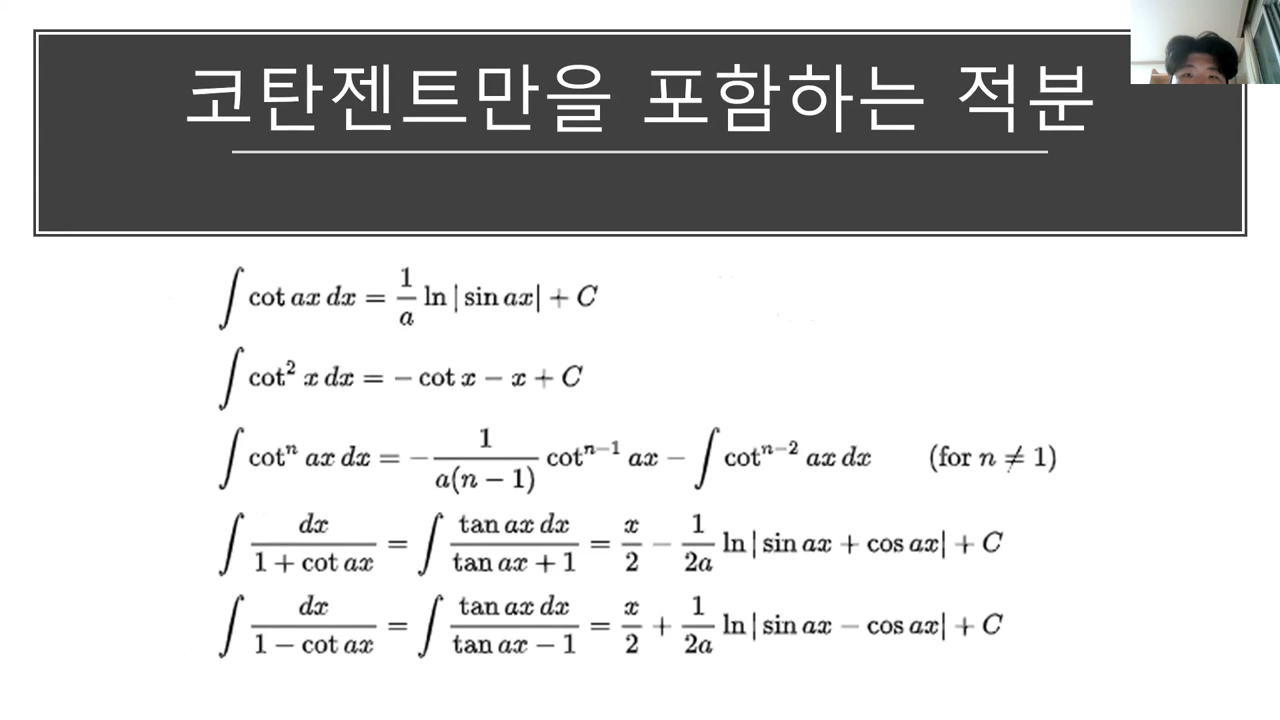 코탄젠트만을 포함하는 적분
∫ cot ax dx = 1/a ln|sin ax| + C
∫ cot² x dx = − cot x − x + C
∫ cotⁿ ax dx = − 1/(a(n − 1)) cotⁿ⁻¹ ax − ∫ cotⁿ⁻² ax dx (for n ≠ 1)
∫ dx/(1 + cot ax) = ∫ tan ax dx/(tan ax + 1) = x/2 − 1/(2a) ln|sin ax + cos ax| + C
∫ dx/(1 − cot ax) = ∫ tan ax dx/(tan ax − 1) = x/2 + 1/(2a) ln|sin ax − cos ax| + C